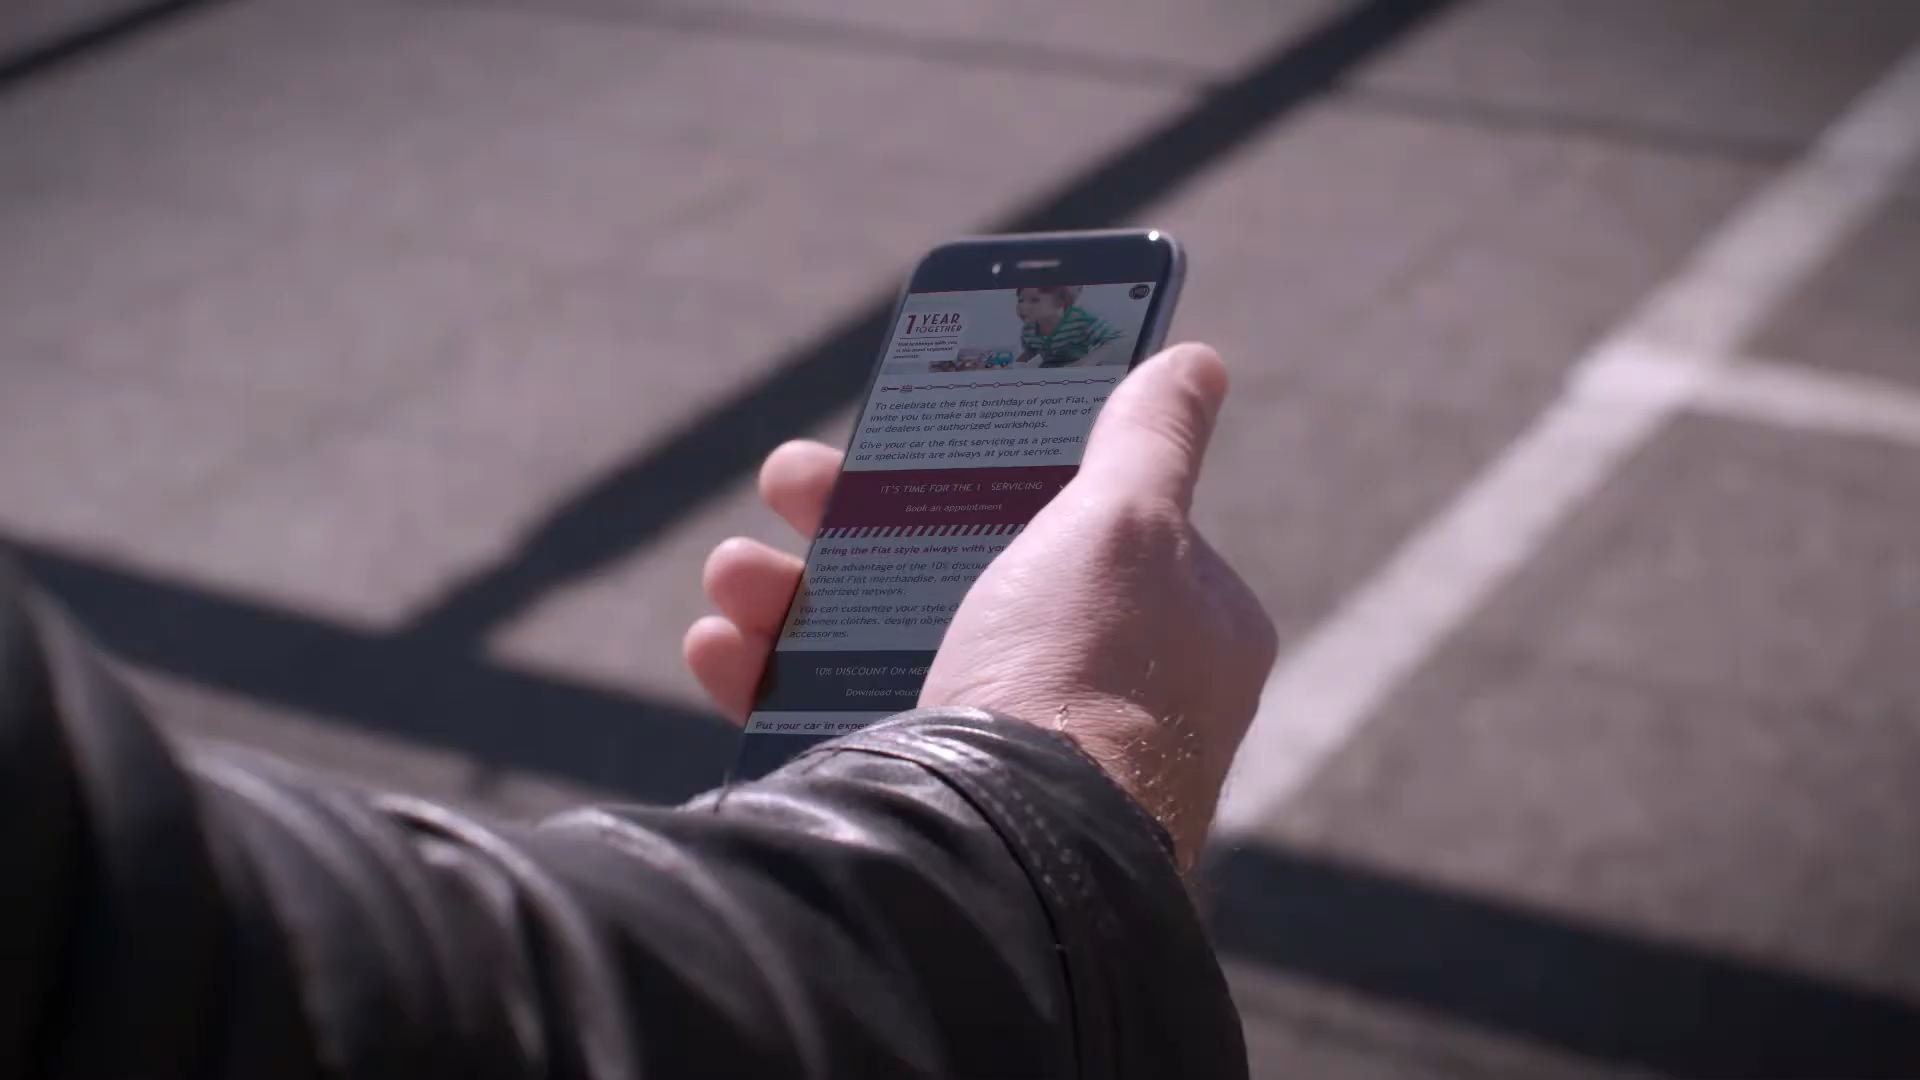 1 YEAR
TOGETHER
To celebrate the first birthday of your Fiat, we
invite you to make an appointment in one of
our dealers or authorized workshops.
Give your car the first servicing as a present:
our specialists are always at your service.
IT'S TIME FOR THE 1 SERVICING
Book an appointment
Bring the Fiat style always with you
Take advantage of the 10% discou
official Fiat merchandise, and vis
authorized network.
You can customize your style c
between clothes, design objec
accessories.
10% DISCOUNT ON MER
Download vouch
Put your car in exper